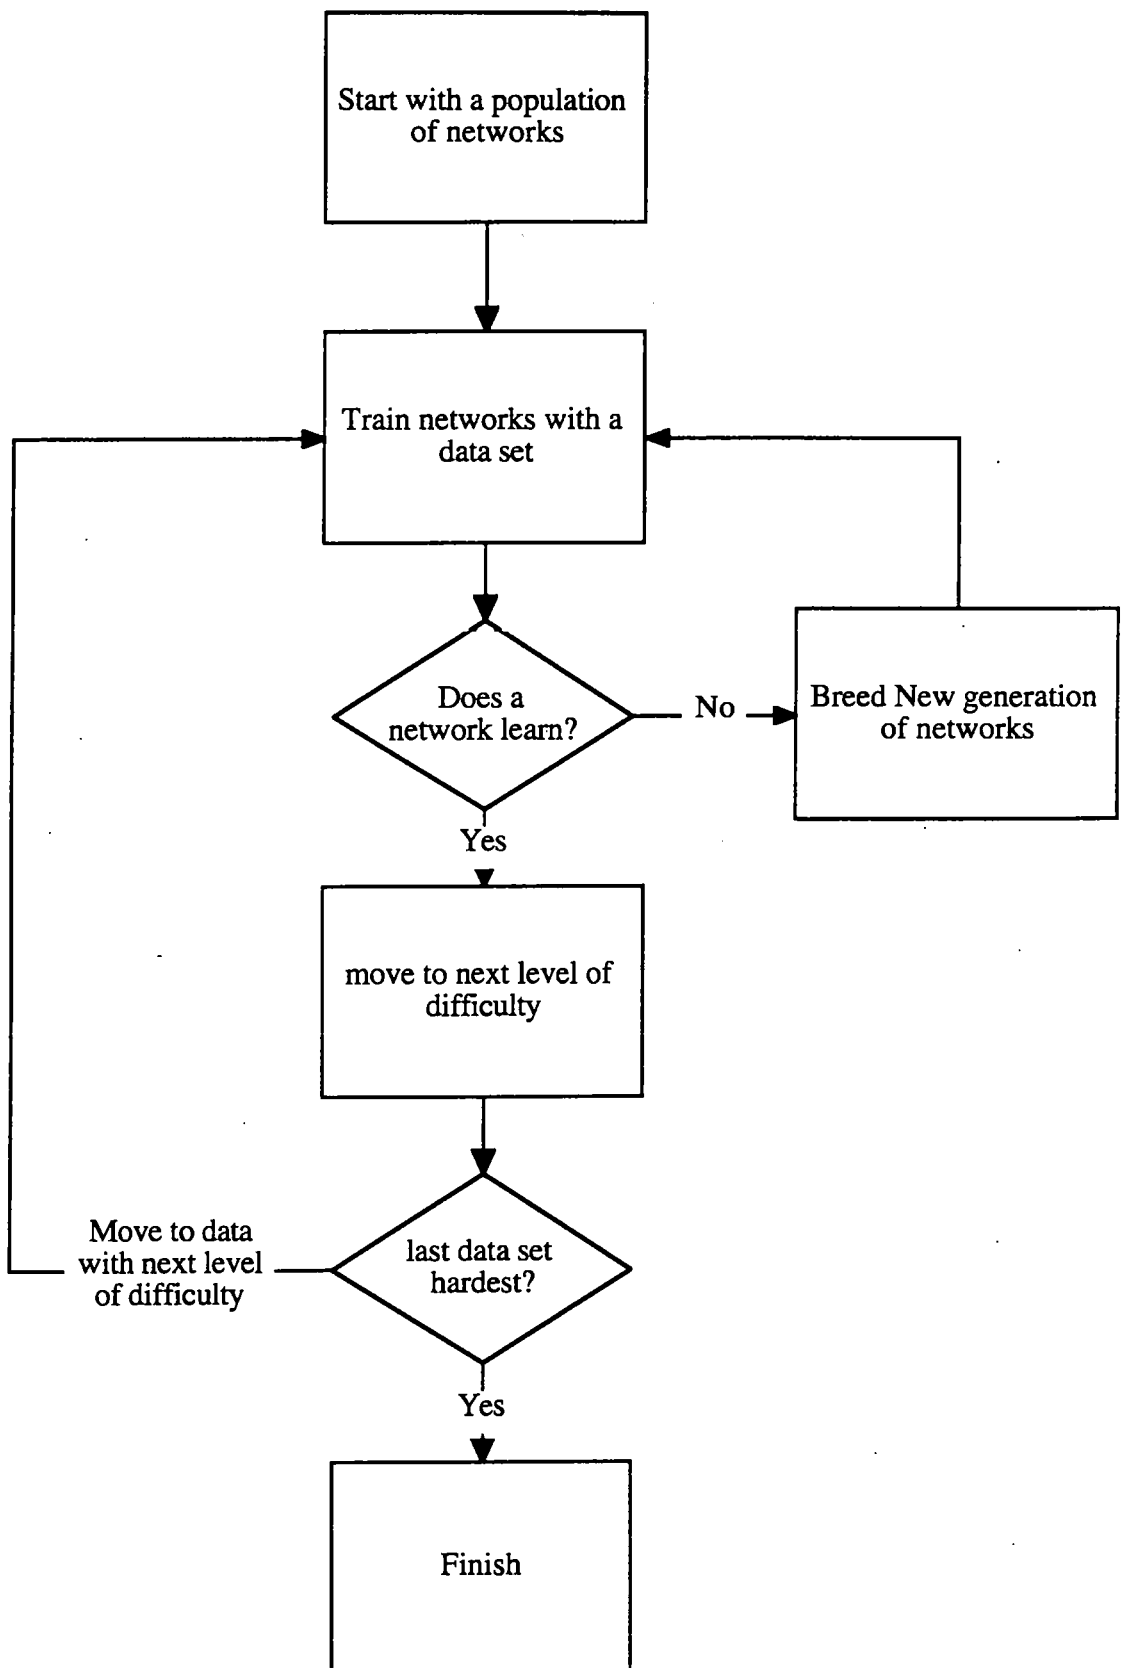 Start with a population
of networks
Train networks with a
data set
Does a
network learn?
No
Breed New generation
of networks
Yes
move to next level of
difficulty
last data set
hardest?
Move to data
with next level
of difficulty
Yes
Finish